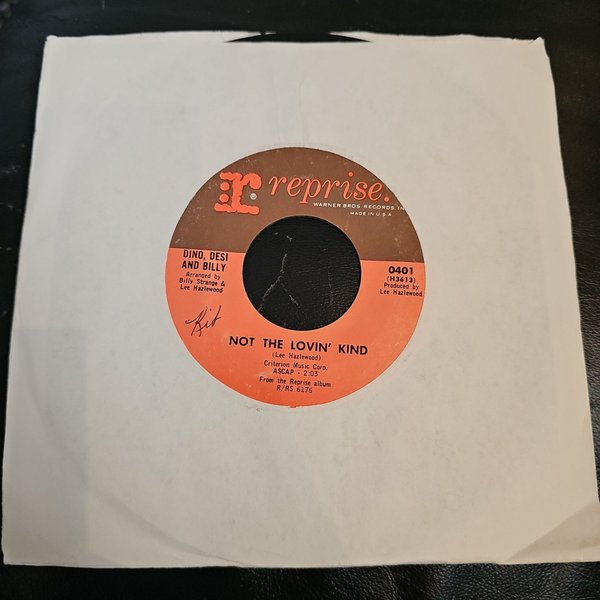 r reprise.
WARNER BROS. RECORDS, IN
MADE IN U.S.A.
DINO, DESI
AND BILLY
Arranged by
Billy Strange &
Lee Hazlewood
0401
(H3613)
Produced by
Lee Hazlewood
Kit
NOT THE LOVIN' KIND
(Lee Hazlewood)
Criterion Music Corp.
ASCAP - 2:03
From the Reprise album
R/RS 6176